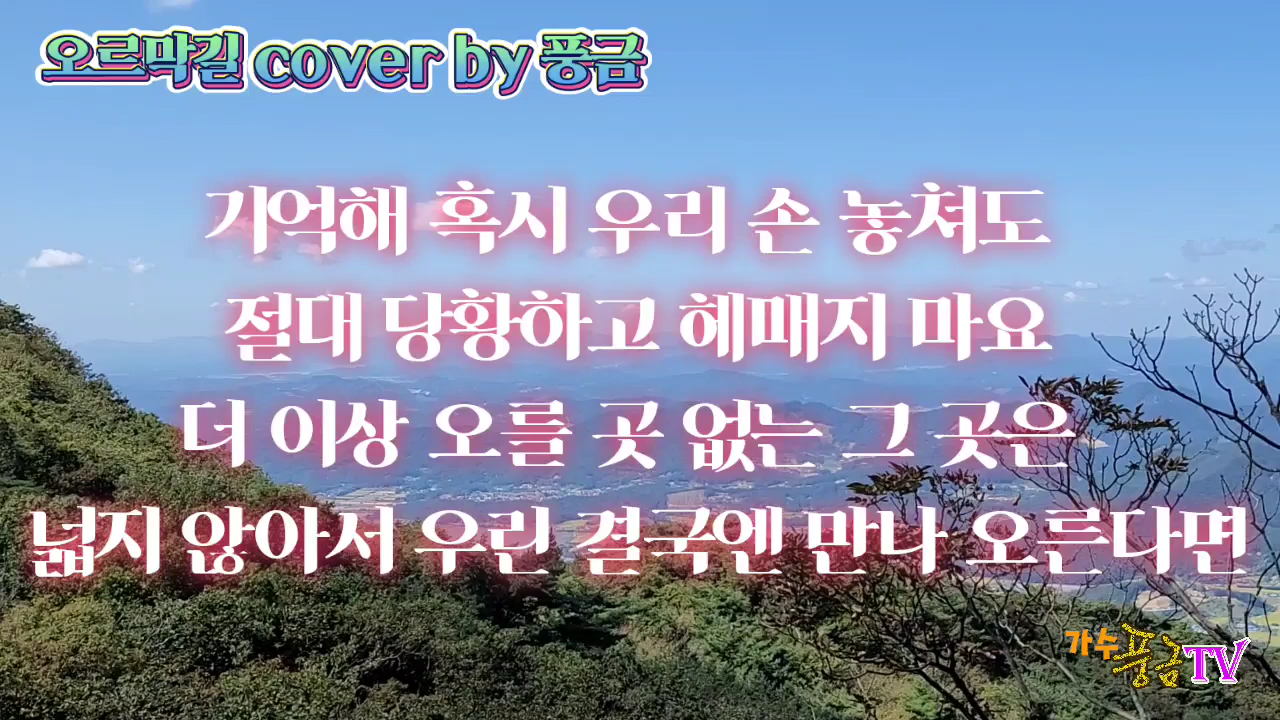 오르막길 cover by 풍금
기억해 혹시 우리 손 놓쳐도
절대 당황하고 헤매지 마요
더 이상 오를 곳 없는 그 곳은
넓지 않아서 우린 결국엔 만나 오른다면
가수풍금TV